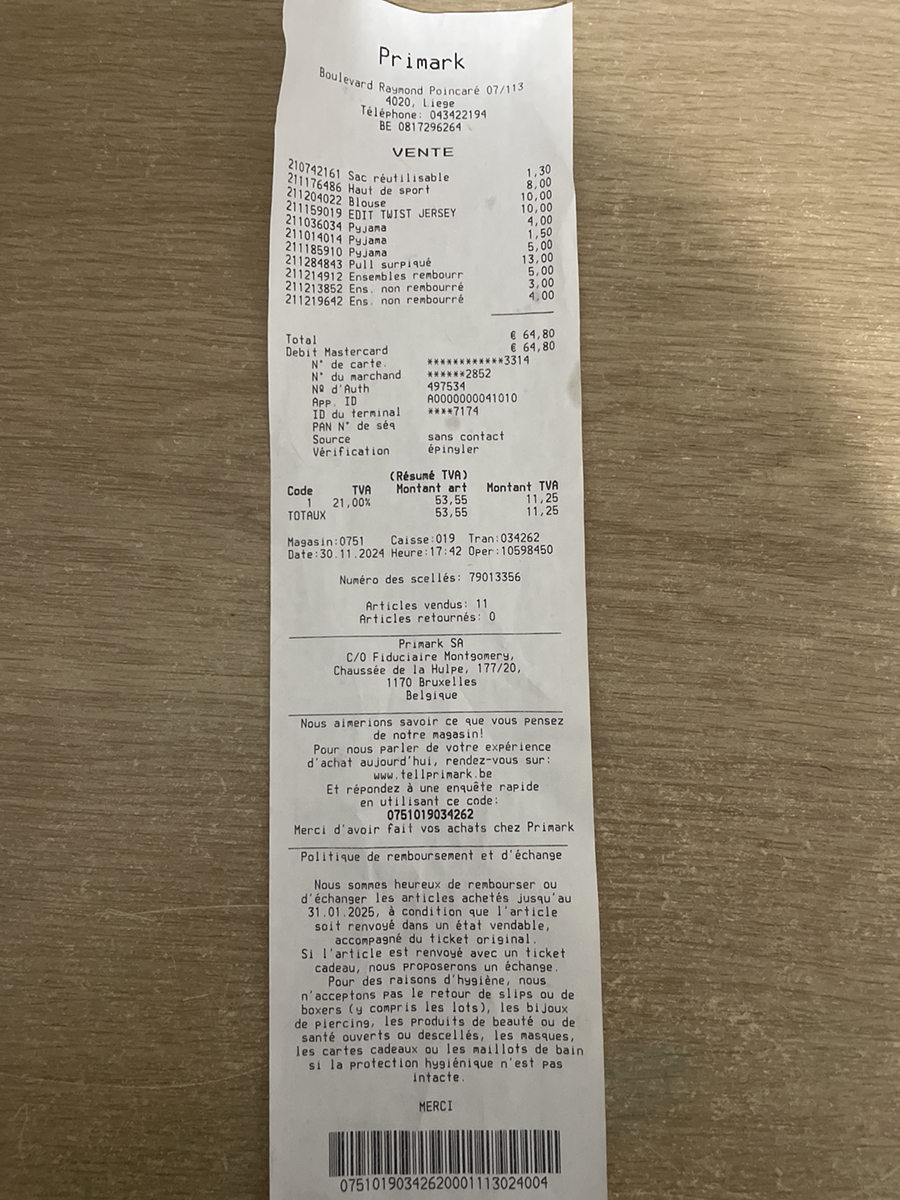 Primark
Boulevard Raymond Poincaré 07/113
4020, Liege
Téléphone: 043422194
BE 0817296264
VENTE
210742161 Sac réutilisable 1,30
211176486 Haut de sport 8,00
211204022 Blouse 10,00
211159019 EDIT TWIST JERSEY 10,00
211036034 Pyjama 4,00
211014014 Pyjama 1,50
211185910 Pyjama 5,00
211284843 Pull surpiqué 13,00
211214912 Ensembles rembourr 5,00
211213852 Ens. non rembourré 3,00
211219642 Ens. non rembourré 4,00
Total € 64,80
Debit Mastercard € 64,80
N° de carte. ************3314
N° du marchand ******2852
Nº d'Auth 497534
App. ID A0000000041010
ID du terminal ****7174
PAN N° de séq
Source sans contact
Vérification épingler
(Résumé TVA)
Code TVA Montant art Montant TVA
1 21,00% 53,55 11,25
TOTAUX 53,55 11,25
Magasin:0751 Caisse:019 Tran:034262
Date:30.11.2024 Heure:17:42 Oper:10598450
Numéro des scellés: 79013356
Articles vendus: 11
Articles retournés: 0
Primark SA
C/O Fiduciaire Montgomery,
Chaussée de la Hulpe, 177/20,
1170 Bruxelles
Belgique
Nous aimerions savoir ce que vous pensez
de notre magasin!
Pour nous parler de votre expérience
d'achat aujourd'hui, rendez-vous sur:
www.tellprimark.be
Et répondez à une enquête rapide
en utilisant ce code:
0751019034262
Merci d'avoir fait vos achats chez Primark
Politique de remboursement et d'échange
Nous sommes heureux de rembourser ou
d'échanger les articles achetés jusqu'au
31.01.2025, à condition que l'article
soit renvoyé dans un état vendable,
accompagné du ticket original.
Si l'article est renvoyé avec un ticket
cadeau, nous proposerons un échange.
Pour des raisons d'hygiène, nous
n'acceptons pas le retour de slips ou de
boxers (y compris les lots), les bijoux
de piercing, les produits de beauté ou de
santé ouverts ou descellés, les masques,
les cartes cadeaux ou les maillots de bain
si la protection hygiénique n'est pas
intacte.
MERCI
07510190342620001113024004